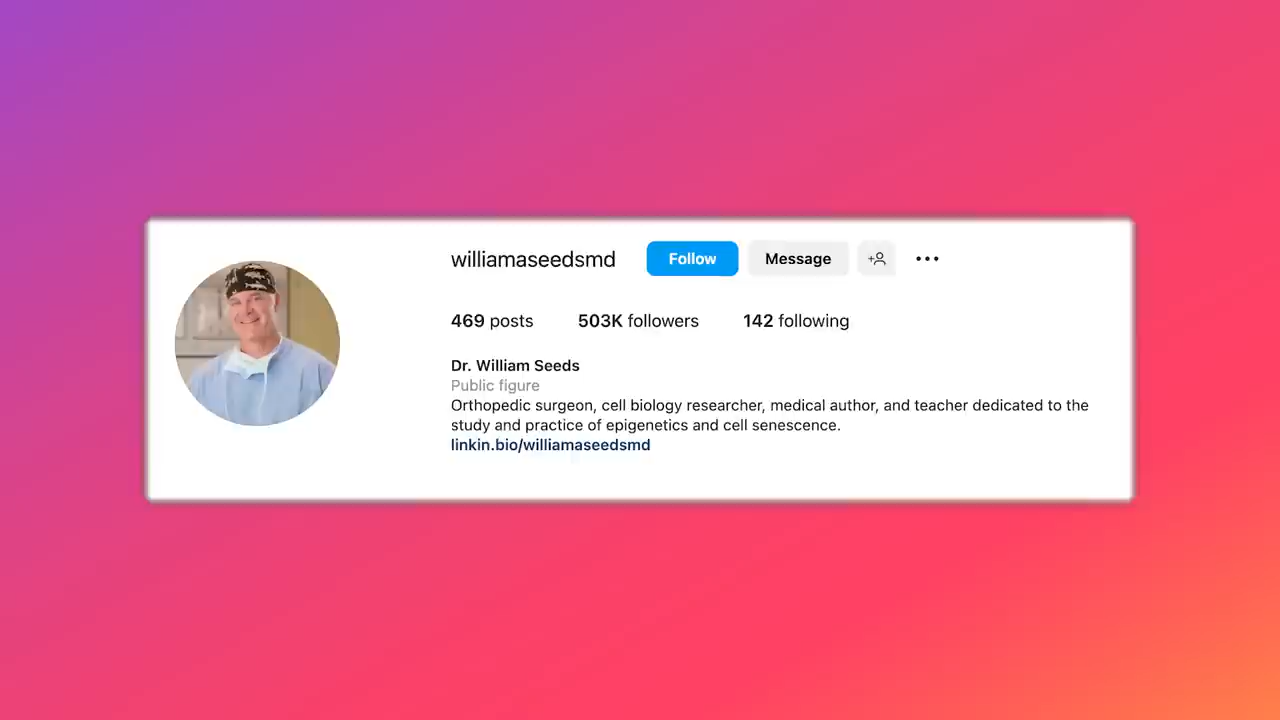 williamaseedsmd Follow Message
469 posts 503K followers 142 following
Dr. William Seeds
Public figure
Orthopedic surgeon, cell biology researcher, medical author, and teacher dedicated to the
study and practice of epigenetics and cell senescence.
linkin.bio/williamaseedsmd